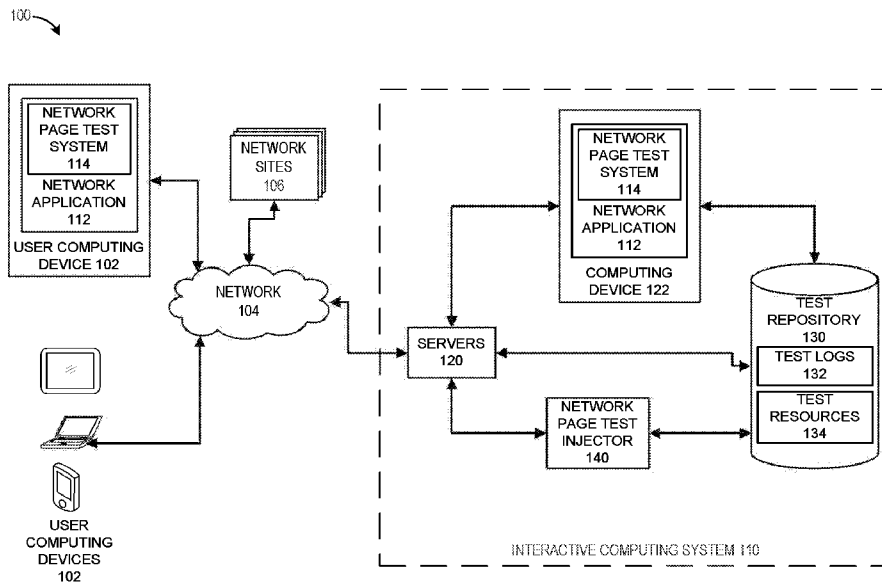 100
NETWORK
PAGE TEST
SYSTEM
114
NETWORK
APPLICATION
112
USER COMPUTING
DEVICE 102
NETWORK
SITES
106
NETWORK
104
USER
COMPUTING
DEVICES
102
NETWORK
PAGE TEST
SYSTEM
114
NETWORK
APPLICATION
112
COMPUTING
DEVICE 122
SERVERS
120
NETWORK
PAGE TEST
INJECTOR
140
TEST
REPOSITORY
130
TEST LOGS
132
TEST
RESOURCES
134
INTERACTIVE COMPUTING SYSTEM 110